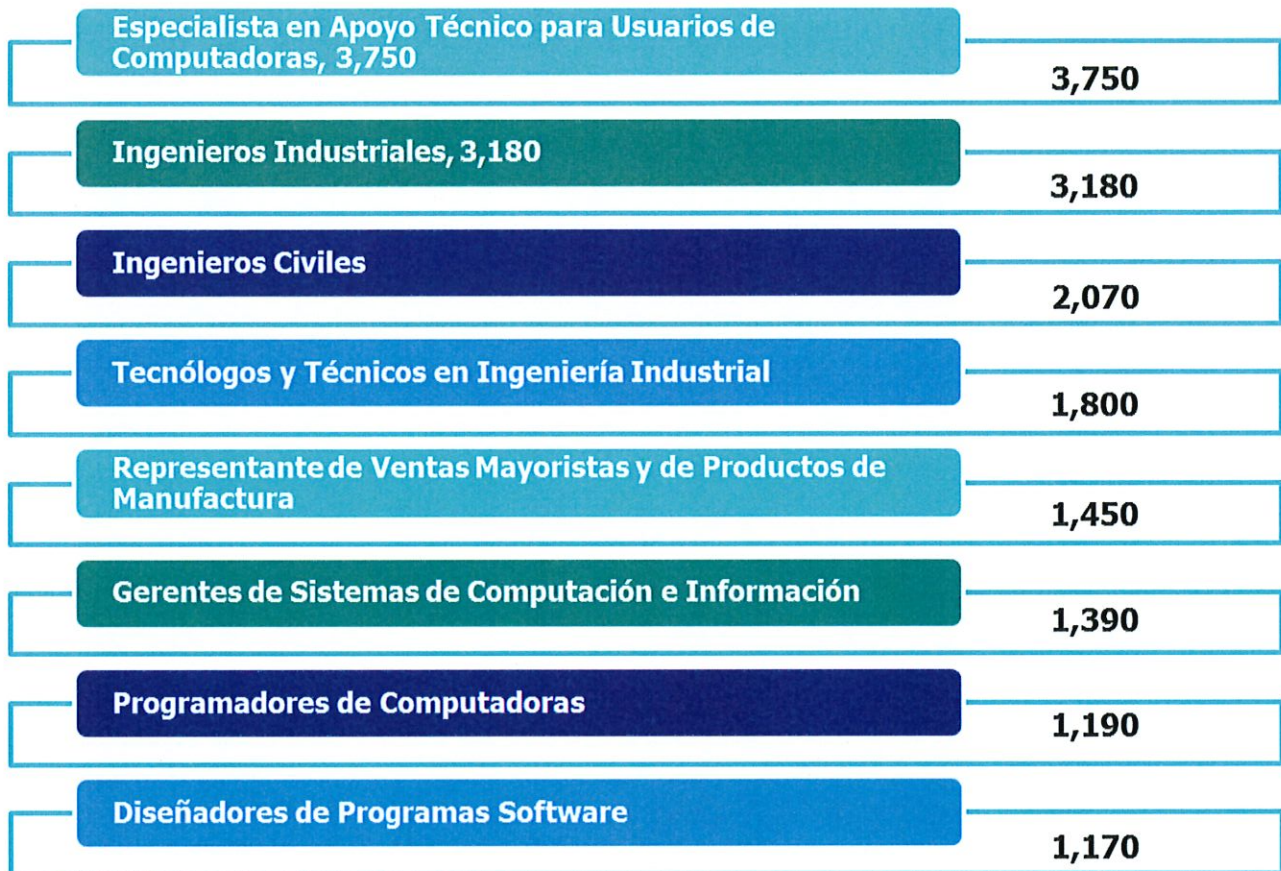 Especialista en Apoyo Técnico para Usuarios de
Computadoras, 3,750
3,750
Ingenieros Industriales, 3,180
3,180
Ingenieros Civiles
2,070
Tecnólogos y Técnicos en Ingeniería Industrial
1,800
Representante de Ventas Mayoristas y de Productos de
Manufactura
1,450
Gerentes de Sistemas de Computación e Información
1,390
Programadores de Computadoras
1,190
Diseñadores de Programas Software
1,170